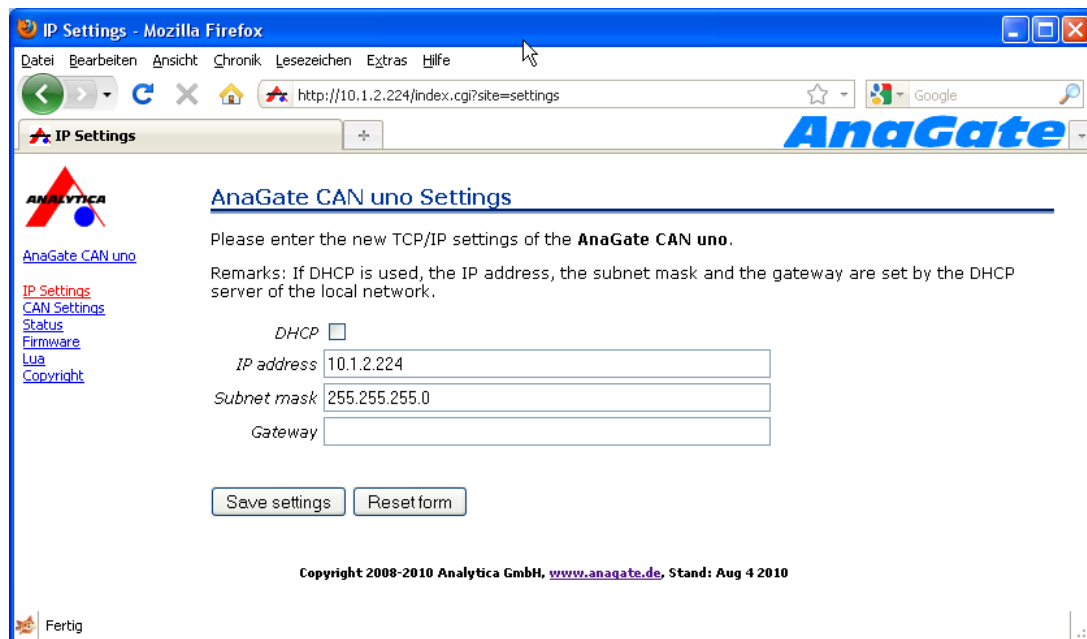 IP Settings - Mozilla Firefox
Datei Bearbeiten Ansicht Chronik Lesezeichen Extras Hilfe
http://10.1.2.224/index.cgi?site=settings
Google
IP Settings
AnaGate
ANALYTICA
AnaGate CAN uno Settings
AnaGate CAN uno
IP Settings
CAN Settings
Status
Firmware
Lua
Copyright
Please enter the new TCP/IP settings of the AnaGate CAN uno.
Remarks: If DHCP is used, the IP address, the subnet mask and the gateway are set by the DHCP
server of the local network.
DHCP
IP address 10.1.2.224
Subnet mask 255.255.255.0
Gateway
Save settings Reset form
Copyright 2008-2010 Analytica GmbH, www.anagate.de, Stand: Aug 4 2010
Fertig